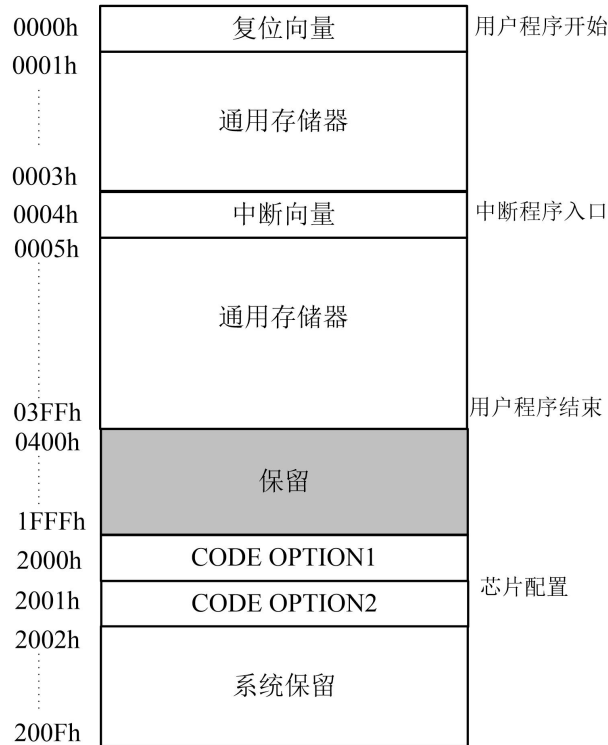 0000h 复位向量 用户程序开始
0001h
通用存储器
0003h
0004h 中断向量 中断程序入口
0005h
通用存储器
03FFh 用户程序结束
0400h
保留
1FFFh
2000h CODE OPTION1
芯片配置
2001h CODE OPTION2
2002h
系统保留
200Fh